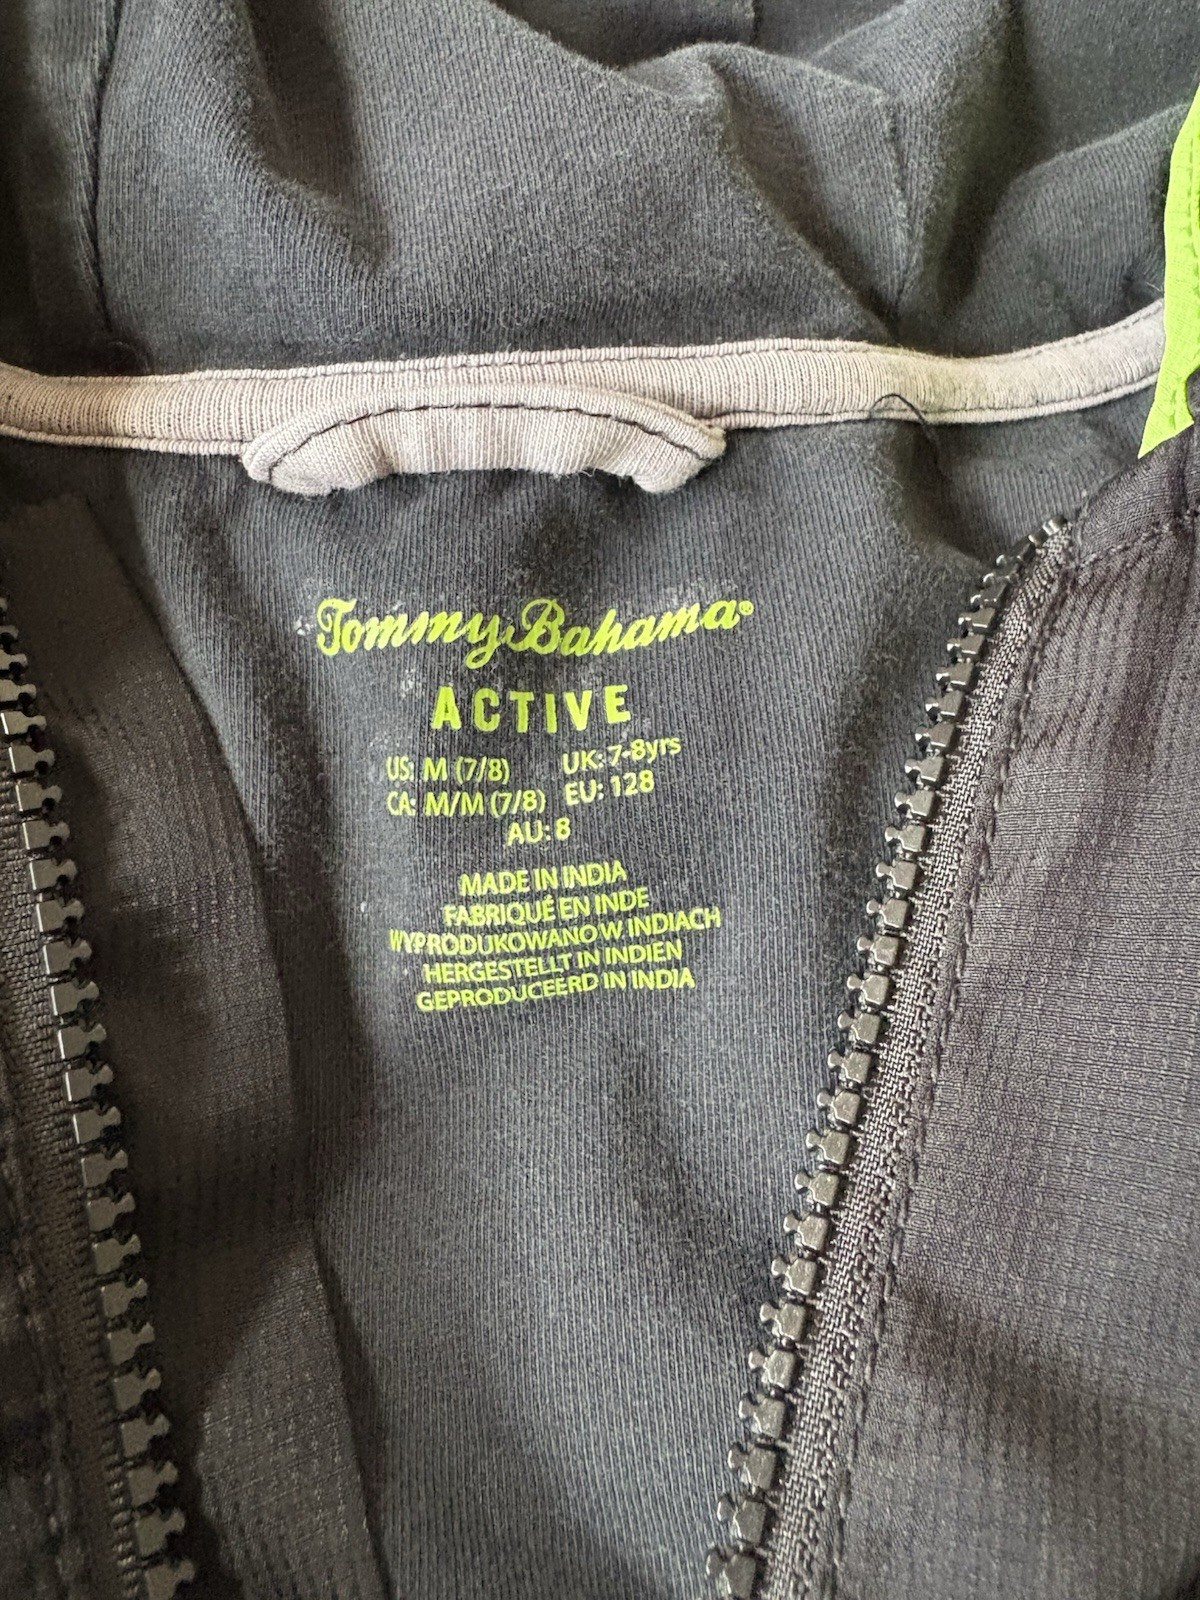 Tommy Bahama®
ACTIVE
US: M (7/8) UK: 7-8yrs
CA: M/M (7/8) EU: 128
AU: 8
MADE IN INDIA
FABRIQUÉ EN INDE
WYPRODUKOWANO W INDIACH
HERGESTELLT IN INDIEN
GEPRODUCEERD IN INDIA